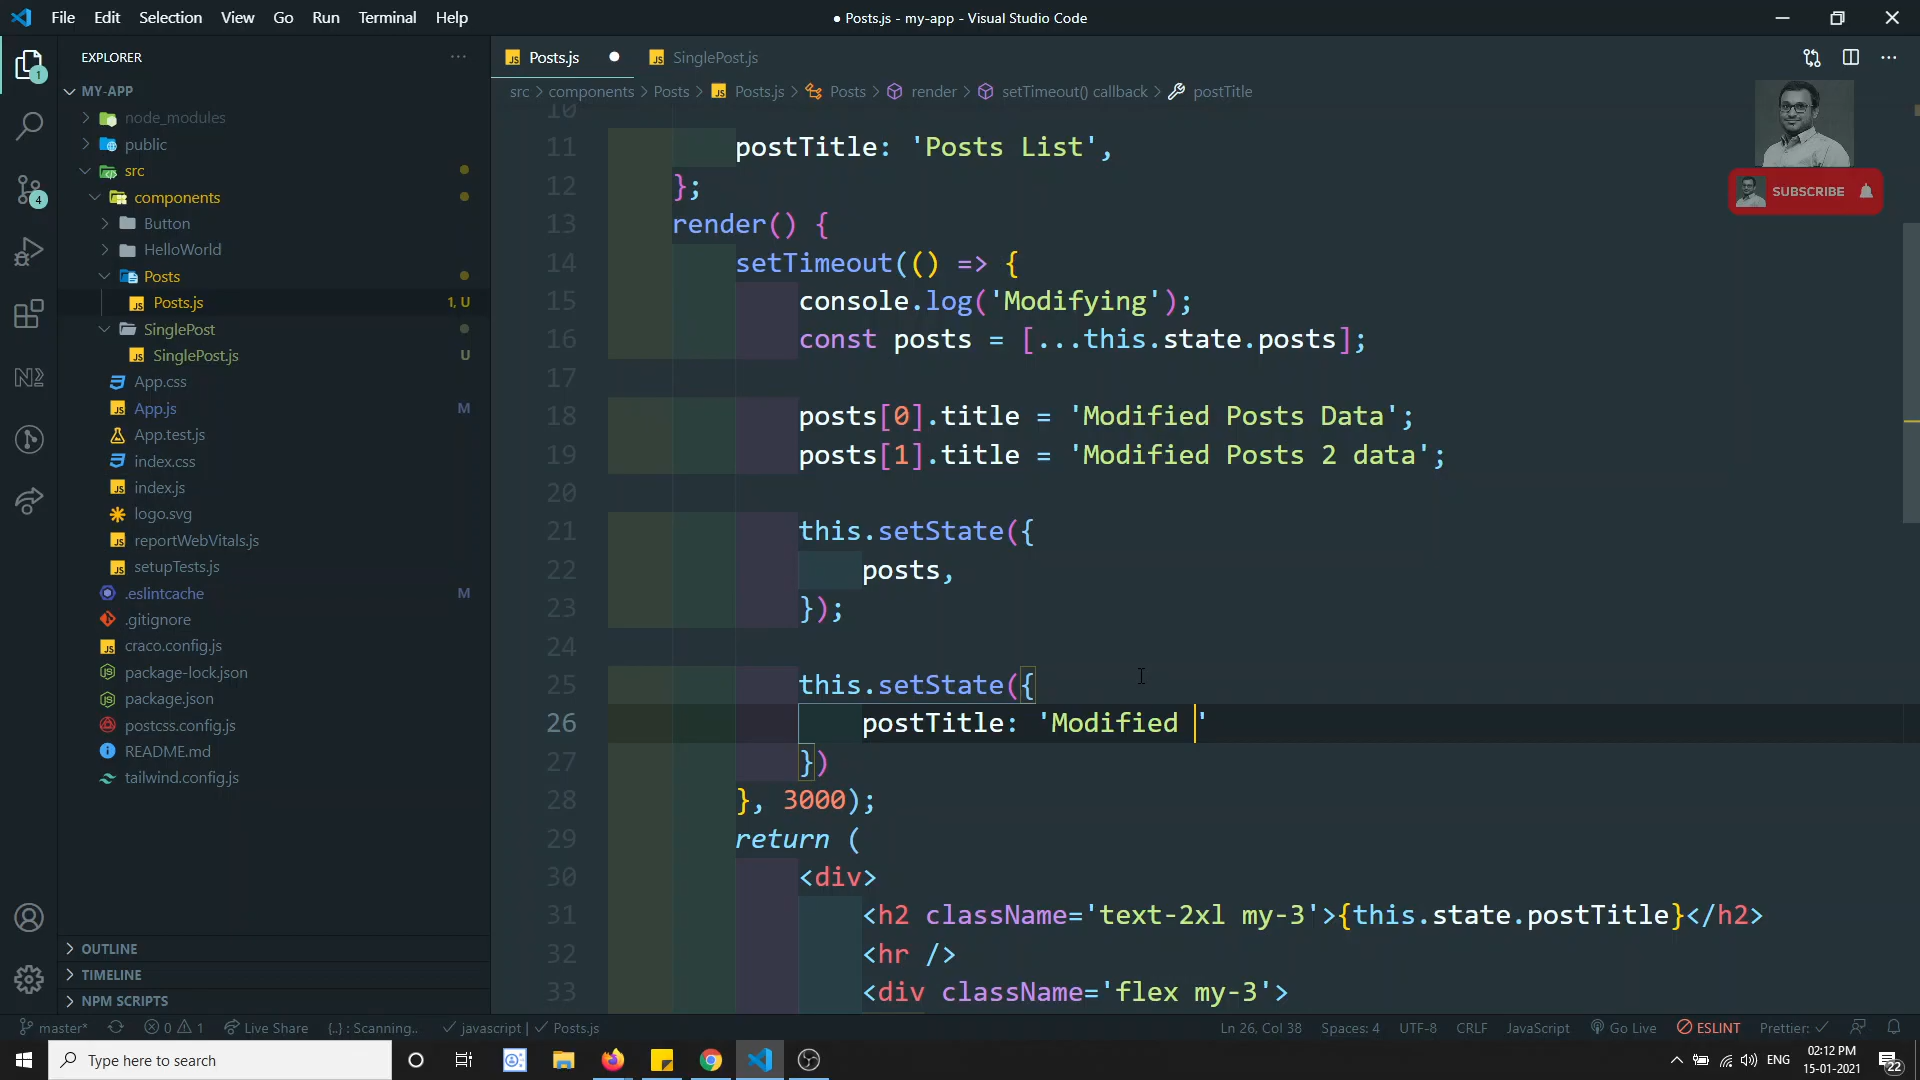 File Edit Selection View Go Run Terminal Help
● Posts.js - my-app - Visual Studio Code
EXPLORER
Posts.js
SinglePost.js
src > components > Posts > Posts.js > Posts > render > setTimeout() callback > postTitle
MY-APP
node_modules
public
src
components
Button
HelloWorld
Posts
Posts.js 1, U
SinglePost
SinglePost.js U
App.css
App.js M
App.test.js
index.css
index.js
logo.svg
reportWebVitals.js
setupTests.js
.eslintcache M
.gitignore
craco.config.js
package-lock.json
package.json
postcss.config.js
README.md
tailwind.config.js
OUTLINE
TIMELINE
NPM SCRIPTS
1
4
SUBSCRIBE
10
11 postTitle: 'Posts List',
12 };
13 render() {
14 setTimeout(() => {
15 console.log('Modifying');
16 const posts = [...this.state.posts];
17
18 posts[0].title = 'Modified Posts Data';
19 posts[1].title = 'Modified Posts 2 data';
20
21 this.setState({
22 posts,
23 });
24
25 this.setState({
26 postTitle: 'Modified '
27 })
28 }, 3000);
29 return (
30 <div>
31 <h2 className='text-2xl my-3'>{this.state.postTitle}</h2>
32 <hr />
33 <div className='flex my-3'>
master* 0 1 Live Share {..} : Scanning.. javascript | Posts.js
Ln 26, Col 38 Spaces: 4 UTF-8 CRLF JavaScript Go Live ESLINT Prettier: ✓
Type here to search
ENG
02:12 PM
15-01-2021
22